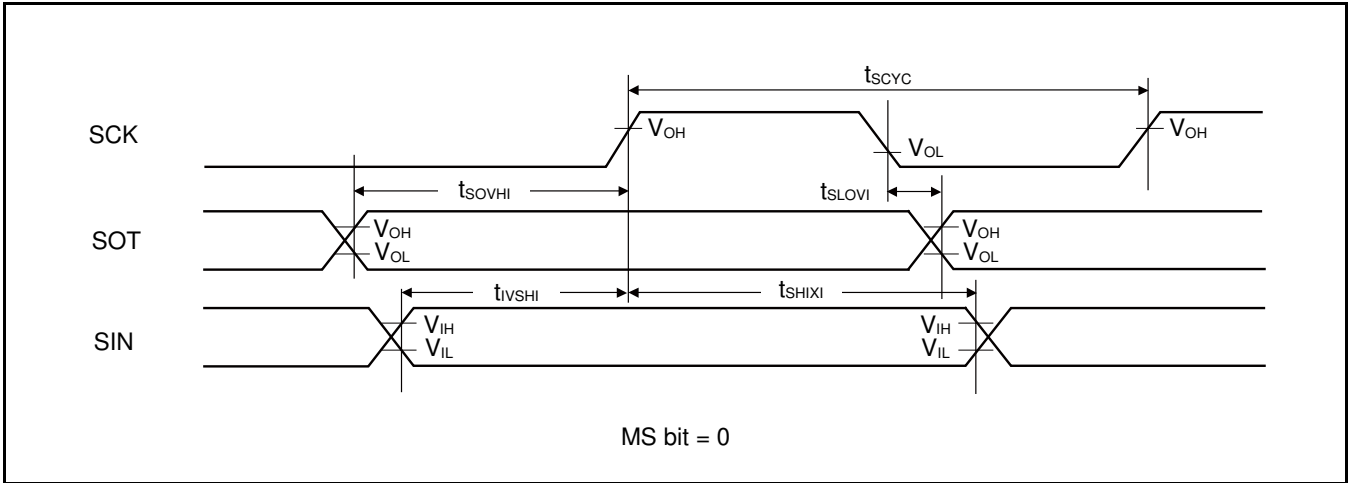 tSCYC
SCK
VOH
VOL
VOH
tSOVHI
tSLOVI
SOT
VOH
VOL
VOH
VOL
tIVSHI
tSHIXI
SIN
VIH
VIL
VIH
VIL
MS bit = 0